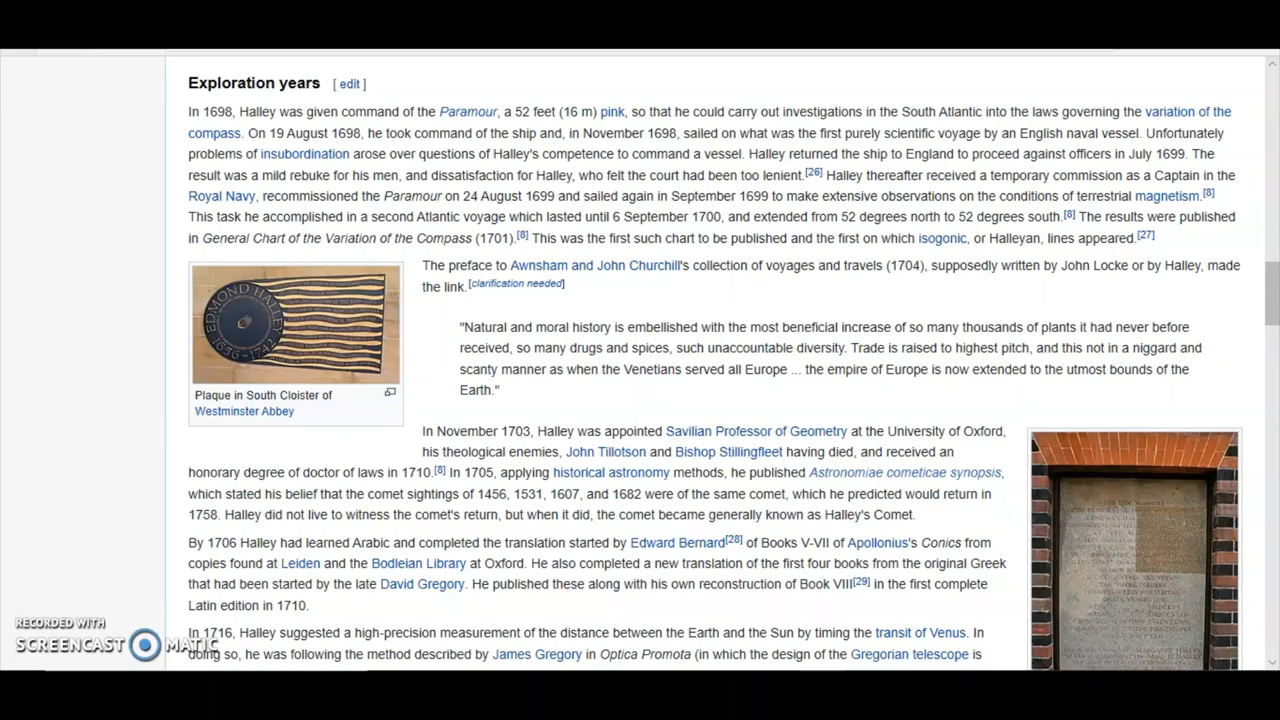 Exploration years [ edit ]
In 1698, Halley was given command of the Paramour, a 52 feet (16 m) pink, so that he could carry out investigations in the South Atlantic into the laws governing the variation of the
compass. On 19 August 1698, he took command of the ship and, in November 1698, sailed on what was the first purely scientific voyage by an English naval vessel. Unfortunately
problems of insubordination arose over questions of Halley's competence to command a vessel. Halley returned the ship to England to proceed against officers in July 1699. The
result was a mild rebuke for his men, and dissatisfaction for Halley, who felt the court had been too lenient.[26] Halley thereafter received a temporary commission as a Captain in the
Royal Navy, recommissioned the Paramour on 24 August 1699 and sailed again in September 1699 to make extensive observations on the conditions of terrestrial magnetism.[8]
This task he accomplished in a second Atlantic voyage which lasted until 6 September 1700, and extended from 52 degrees north to 52 degrees south.[8] The results were published
in General Chart of the Variation of the Compass (1701).[8] This was the first such chart to be published and the first on which isogonic, or Halleyan, lines appeared.[27]
EDMOND HALLEY
1656-1742
Plaque in South Cloister of
Westminster Abbey
The preface to Awnsham and John Churchill's collection of voyages and travels (1704), supposedly written by John Locke or by Halley, made
the link.[clarification needed]
"Natural and moral history is embellished with the most beneficial increase of so many thousands of plants it had never before
received, so many drugs and spices, such unaccountable diversity. Trade is raised to highest pitch, and this not in a niggard and
scanty manner as when the Venetians served all Europe ... the empire of Europe is now extended to the utmost bounds of the
Earth."
In November 1703, Halley was appointed Savilian Professor of Geometry at the University of Oxford,
his theological enemies, John Tillotson and Bishop Stillingfleet having died, and received an
honorary degree of doctor of laws in 1710.[8] In 1705, applying historical astronomy methods, he published Astronomiae cometicae synopsis,
which stated his belief that the comet sightings of 1456, 1531, 1607, and 1682 were of the same comet, which he predicted would return in
1758. Halley did not live to witness the comet's return, but when it did, the comet became generally known as Halley's Comet.
By 1706 Halley had learned Arabic and completed the translation started by Edward Bernard[28] of Books V-VII of Apollonius's Conics from
copies found at Leiden and the Bodleian Library at Oxford. He also completed a new translation of the first four books from the original Greek
that had been started by the late David Gregory. He published these along with his own reconstruction of Book VIII[29] in the first complete
Latin edition in 1710.
In 1716, Halley suggested a high-precision measurement of the distance between the Earth and the Sun by timing the transit of Venus. In
doing so, he was following the method described by James Gregory in Optica Promota (in which the design of the Gregorian telescope is
RECORDED WITH
SCREENCAST MATIC